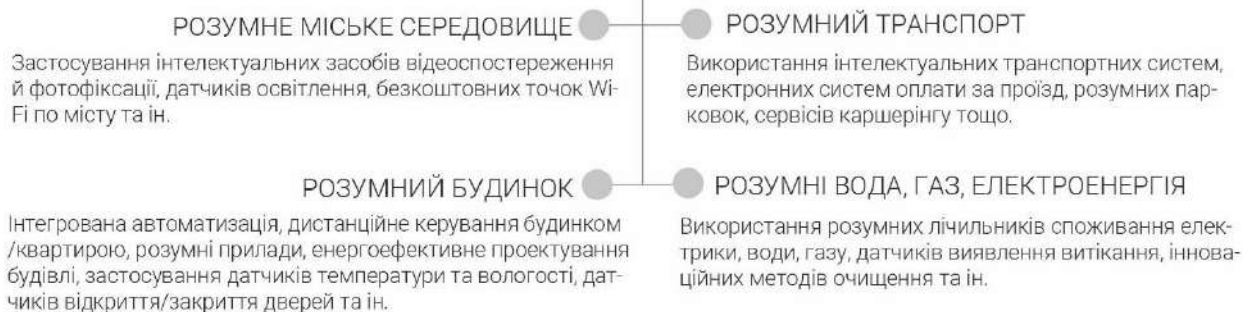 РОЗУМНЕ МІСЬКЕ СЕРЕДОВИЩЕ
Застосування інтелектуальних засобів відеоспостереження
й фотофіксації, датчиків освітлення, безкоштовних точок Wi-
Fi по місту та ін.
РОЗУМНИЙ ТРАНСПОРТ
Використання інтелектуальних транспортних систем,
електронних систем оплати за проїзд, розумних пар-
ковок, сервісів каршерінгу тощо.
РОЗУМНИЙ БУДИНОК
Інтегрована автоматизація, дистанційне керування будинком
/квартирою, розумні прилади, енергоефективне проектування
будівлі, застосування датчиків температури та вологості, дат-
чиків відкриття/закриття дверей та ін.
РОЗУМНІ ВОДА, ГАЗ, ЕЛЕКТРОЕНЕРГІЯ
Використання розумних лічильників споживання елек-
трики, води, газу, датчиків виявлення витікання, іннова-
ційних методів очищення та ін.